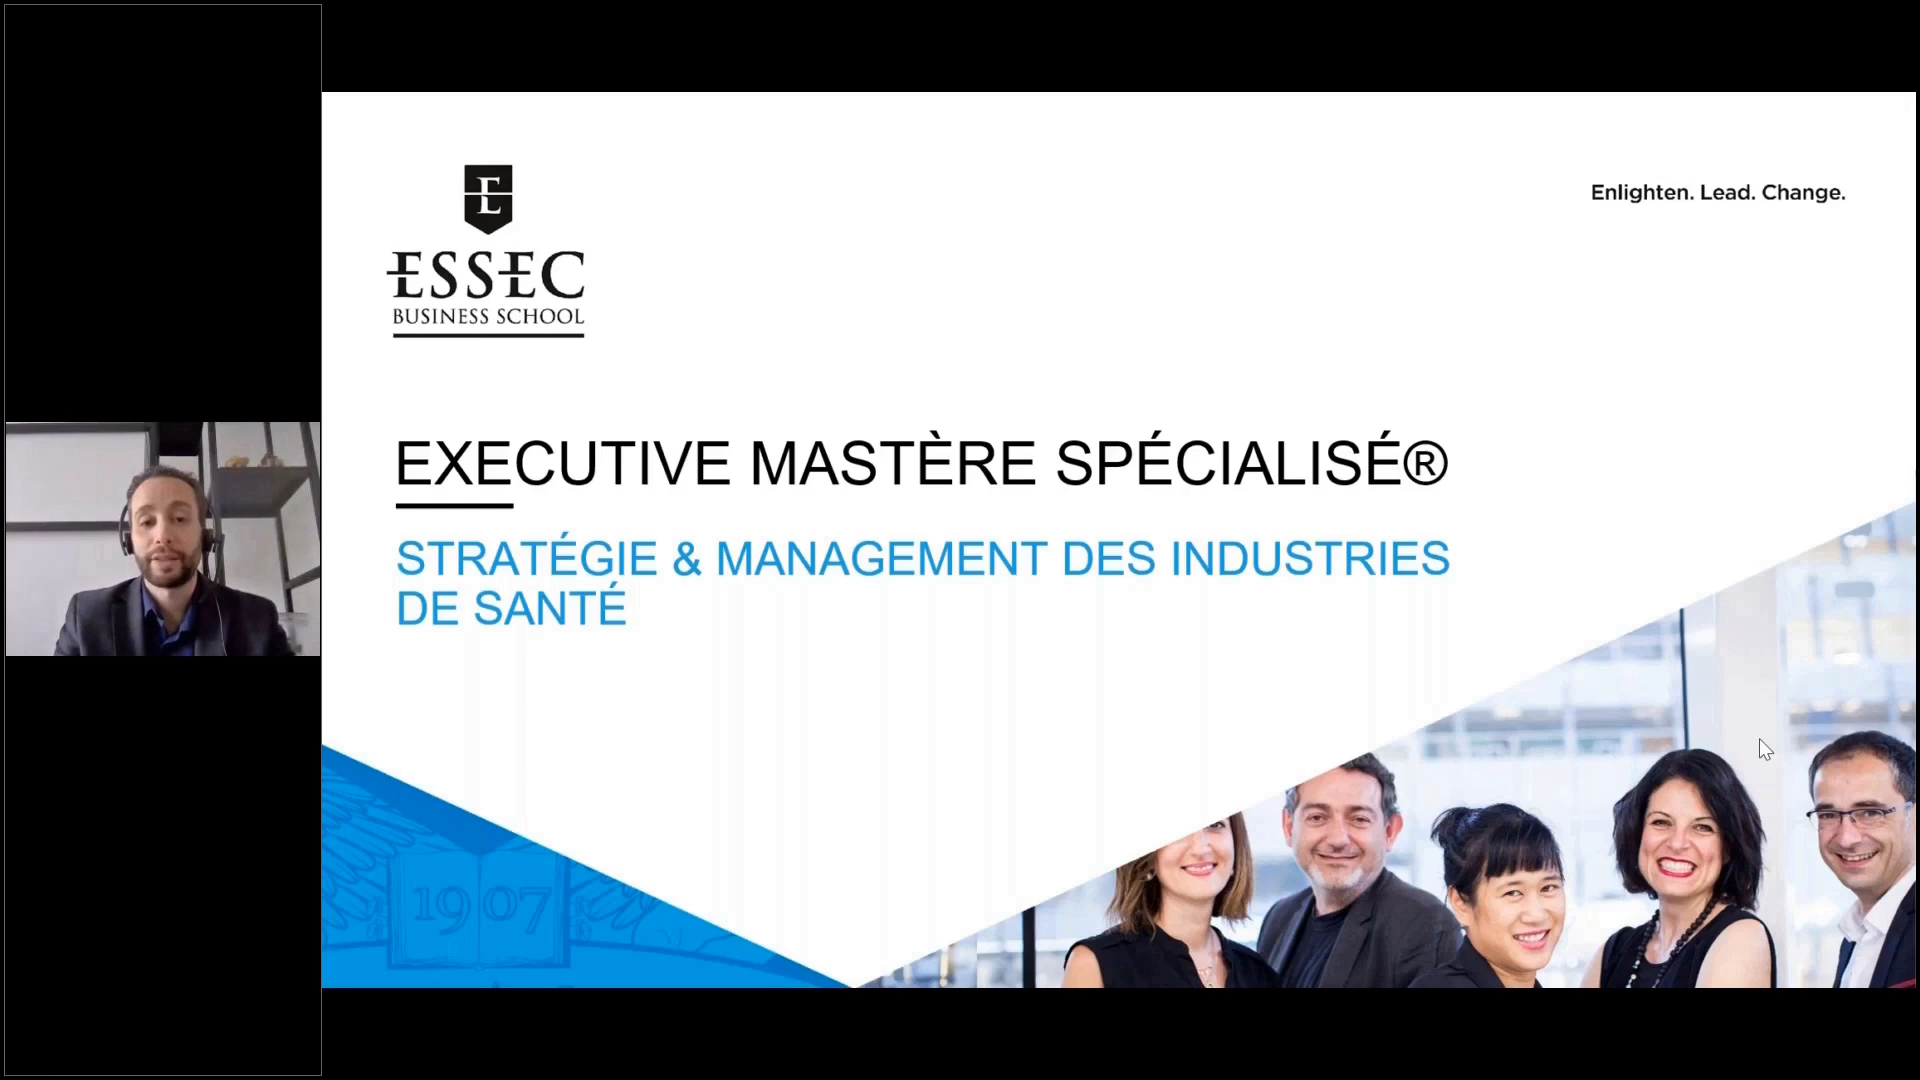 E
ESSEC
BUSINESS SCHOOL
Enlighten. Lead. Change.
EXECUTIVE MASTÈRE SPÉCIALISÉ®
STRATÉGIE & MANAGEMENT DES INDUSTRIES
DE SANTÉ
1907